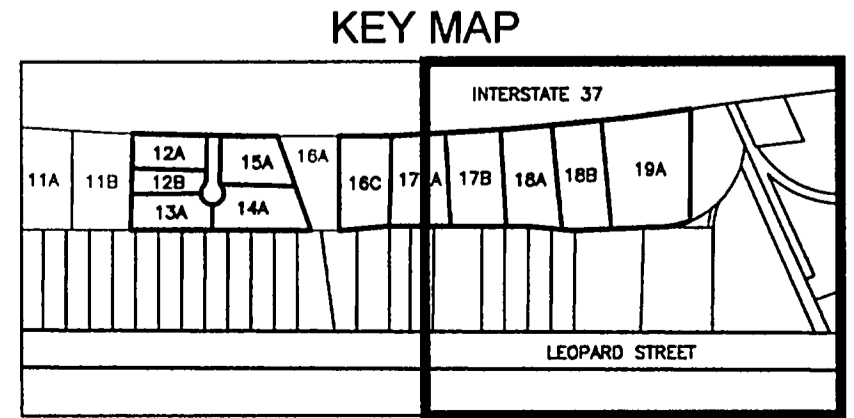 KEY MAP
INTERSTATE 37
11A
11B
12A
12B
13A
15A
14A
16A
16C
17A
17B
18A
18B
19A
LEOPARD STREET